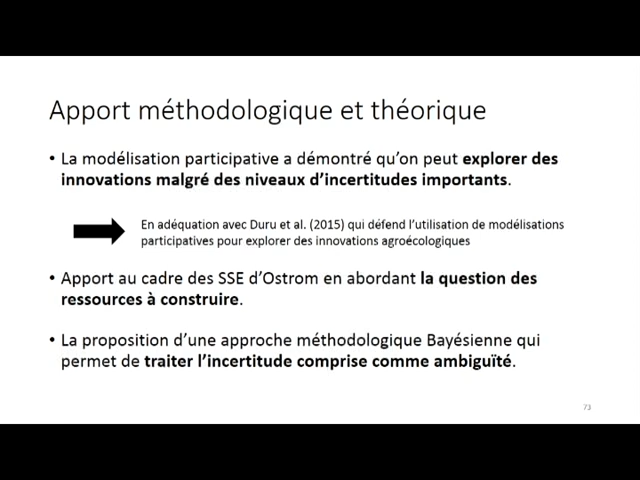 Apport méthodologique et théorique
• La modélisation participative a démontré qu'on peut explorer des
innovations malgré des niveaux d'incertitudes importants.
En adéquation avec Duru et al. (2015) qui défend l'utilisation de modélisations
participatives pour explorer des innovations agroécologiques
• Apport au cadre des SSE d'Ostrom en abordant la question des
ressources à construire.
• La proposition d'une approche méthodologique Bayésienne qui
permet de traiter l'incertitude comprise comme ambiguïté.
73